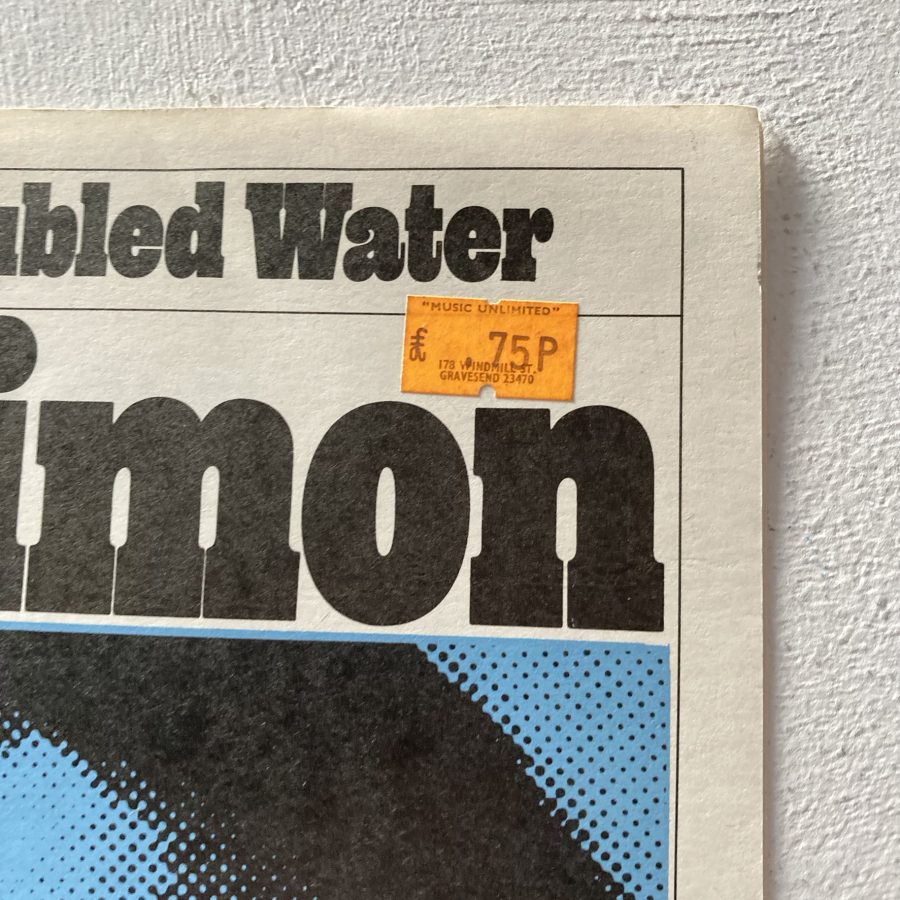 ubled Water
"MUSIC UNLIMITED"
75P
178 WINDMILL ST.
GRAVESEND 23470
imon